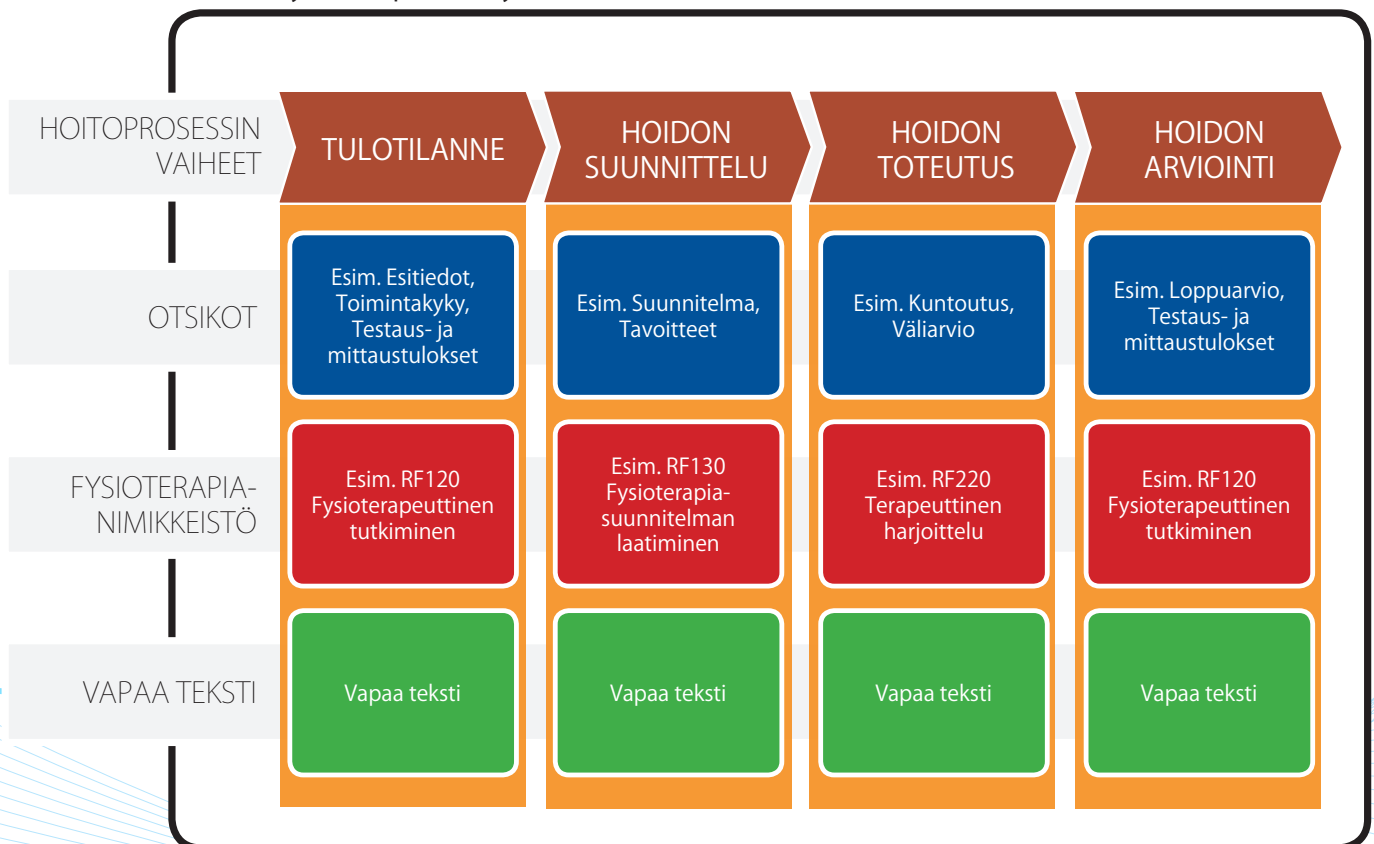 HOITOPROSESSIN
VAIHEET
TULOTILANNE
HOIDON
SUUNNITTELU
HOIDON
TOTEUTUS
HOIDON
ARVIOINTI
OTSIKOT
Esim. Esitiedot,
Toimintakyky,
Testaus- ja
mittaustulokset
Esim. Suunnitelma,
Tavoitteet
Esim. Kuntoutus,
Väliarvio
Esim. Loppuarvio,
Testaus- ja
mittaustulokset
FYSIOTERAPIA-
NIMIKKEISTÖ
Esim. RF120
Fysioterapeuttinen
tutkiminen
Esim. RF130
Fysioterapia-
suunnitelman
laatiminen
Esim. RF220
Terapeuttinen
harjoittelu
Esim. RF120
Fysioterapeuttinen
tutkiminen
VAPAA TEKSTI
Vapaa teksti
Vapaa teksti
Vapaa teksti
Vapaa teksti